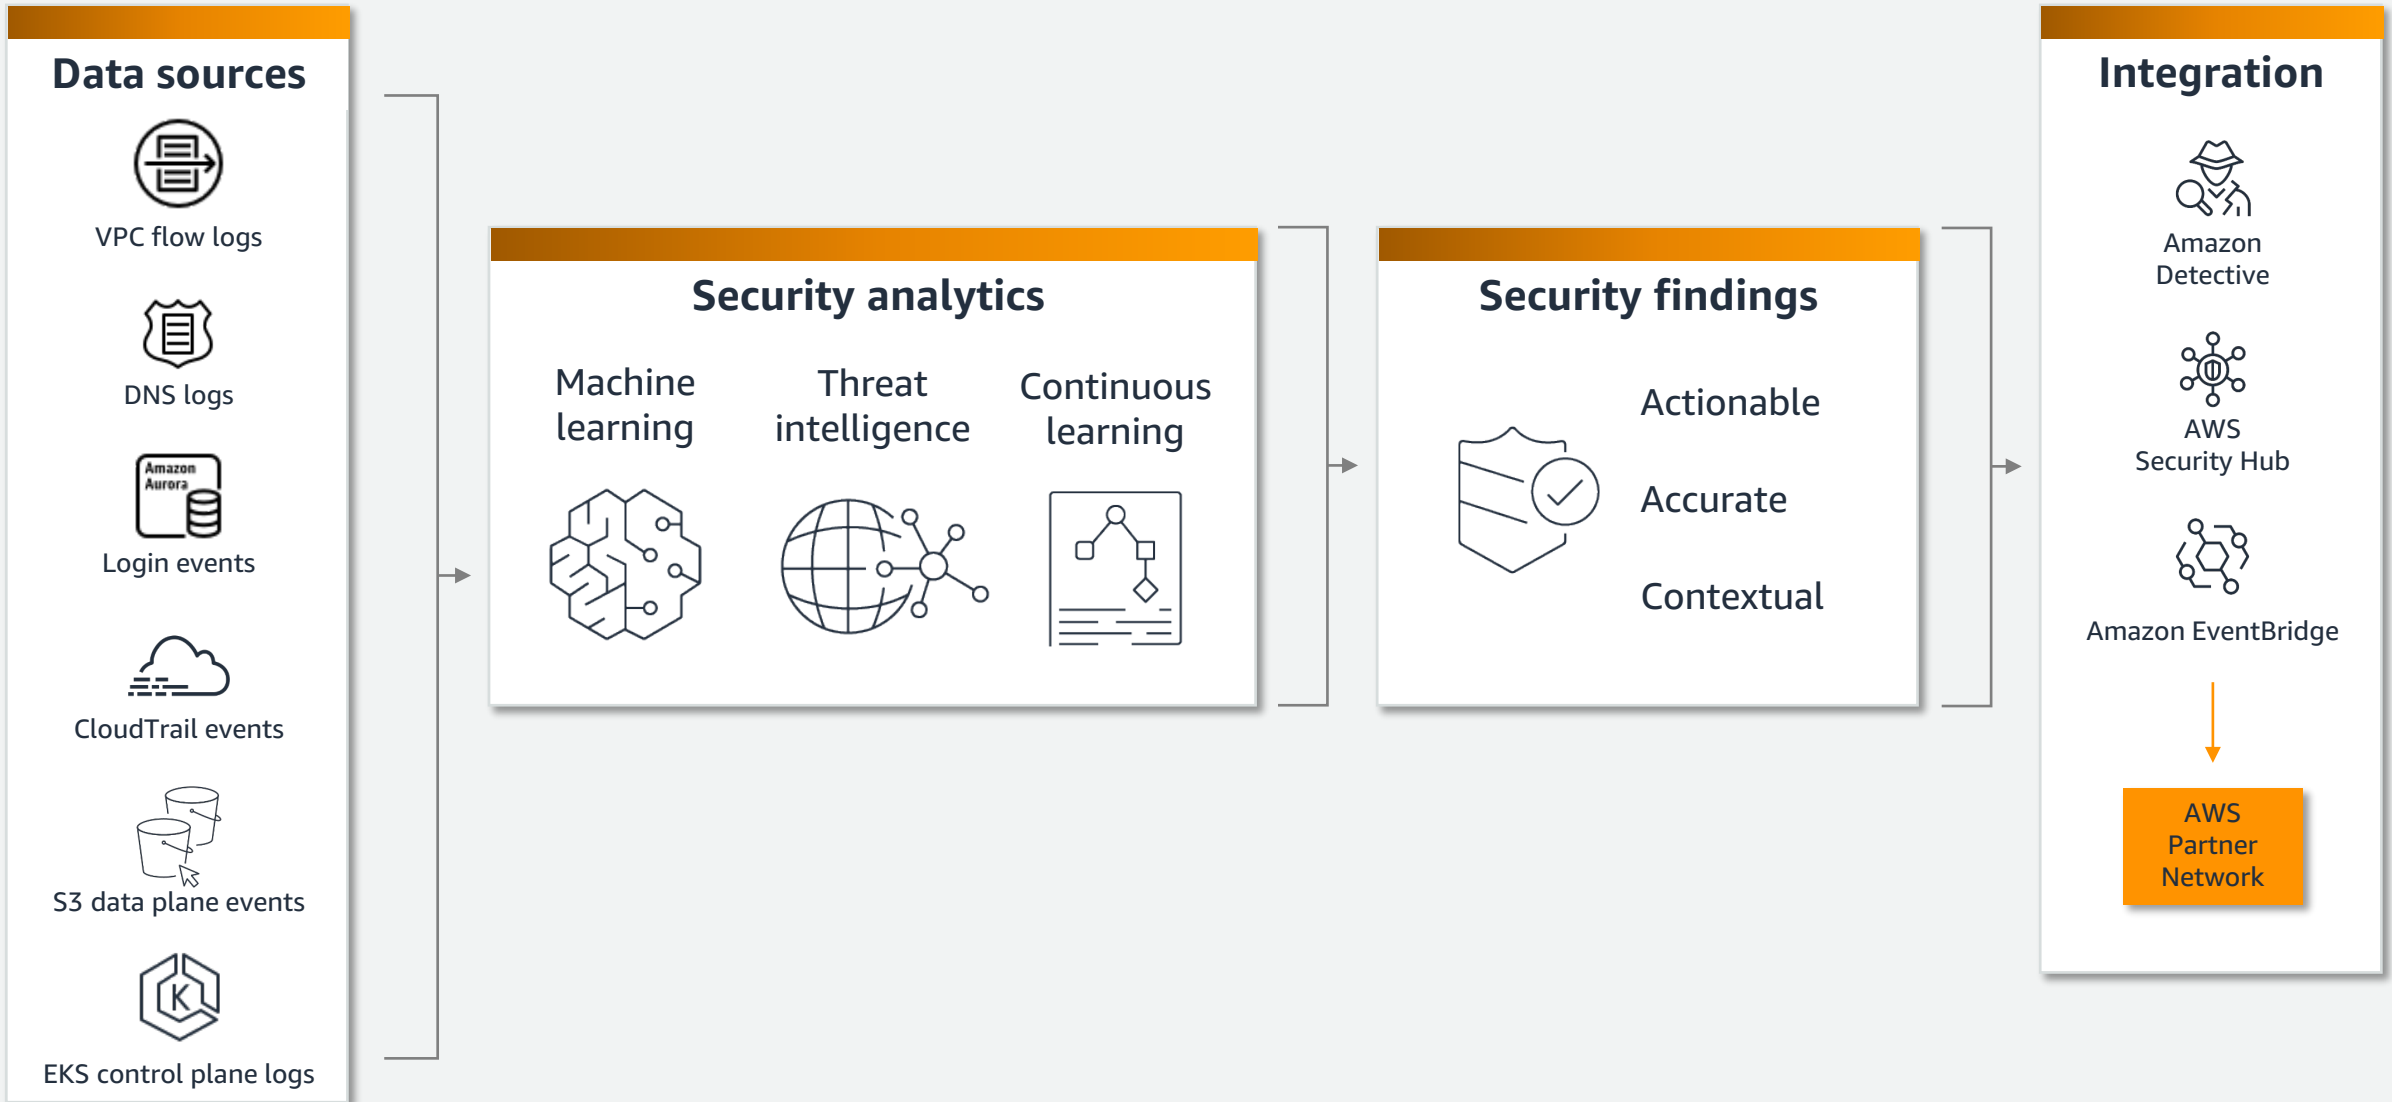 Data sources
VPC flow logs
DNS logs
Amazon
Aurora
Login events
CloudTrail events
S3 data plane events
K
EKS control plane logs
Security analytics
Machine
learning
Threat
intelligence
Continuous
learning
Security findings
Actionable
Accurate
Contextual
Integration
Amazon
Detective
AWS
Security Hub
Amazon EventBridge
AWS
Partner
Network